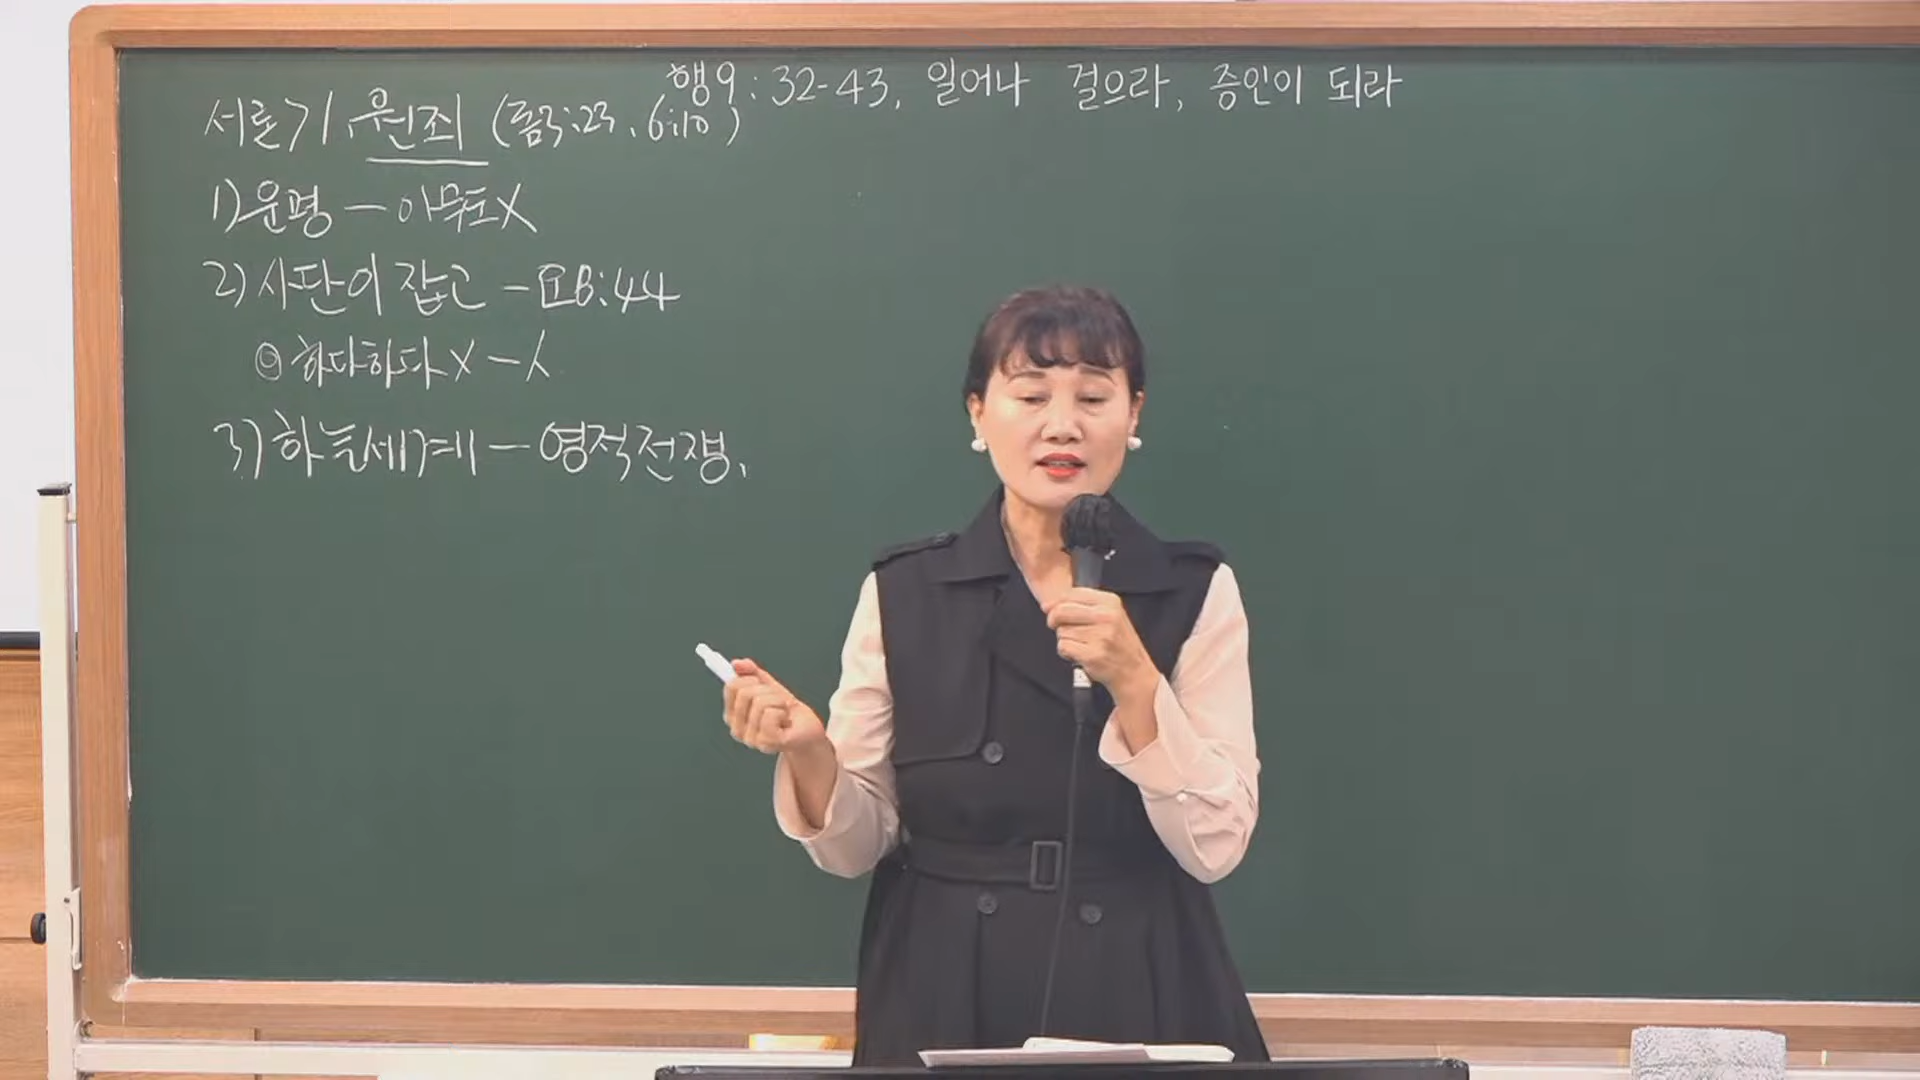 행9:32-43, 일어나 걸으라, 증인이 되라
서론 기. 원죄 (롬3:23, 6:10)
1) 운명 - 아무도X
2) 사단이 잡고 - 요8:44
하다하다 X - 人
3) 하늘세계 - 영적전쟁.